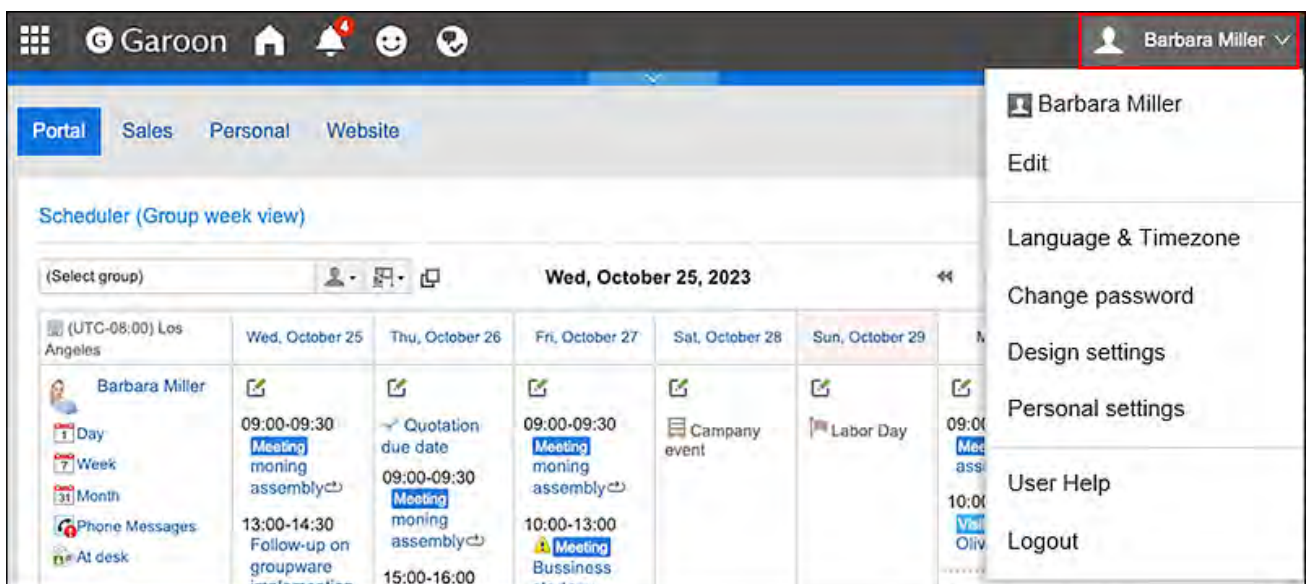 Garoon
4
Barbara Miller
Barbara Miller
Edit
Language & Timezone
Change password
Design settings
Personal settings
User Help
Logout
Portal Sales Personal Website
Scheduler (Group week view)
(Select group)
Wed, October 25, 2023
(UTC-08:00) Los
Angeles
Wed, October 25
Thu, October 26
Fri, October 27
Sat, October 28
Sun, October 29
Barbara Miller
1 Day
7 Week
31 Month
Phone Messages
At desk
09:00-09:30
Meeting
moning
assembly
13:00-14:30
Follow-up on
groupware
Quotation
due date
09:00-09:30
Meeting
moning
assembly
15:00-16:00
09:00-09:30
Meeting
moning
assembly
10:00-13:00
Meeting
Bussiness
Campany
event
Labor Day